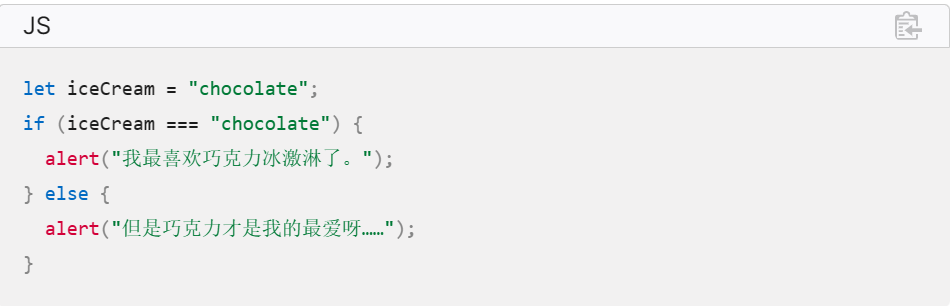 JS
let iceCream = "chocolate";
if (iceCream === "chocolate") {
  alert("我最喜欢巧克力冰激淋了。");
} else {
  alert("但是巧克力才是我的最爱呀……");
}